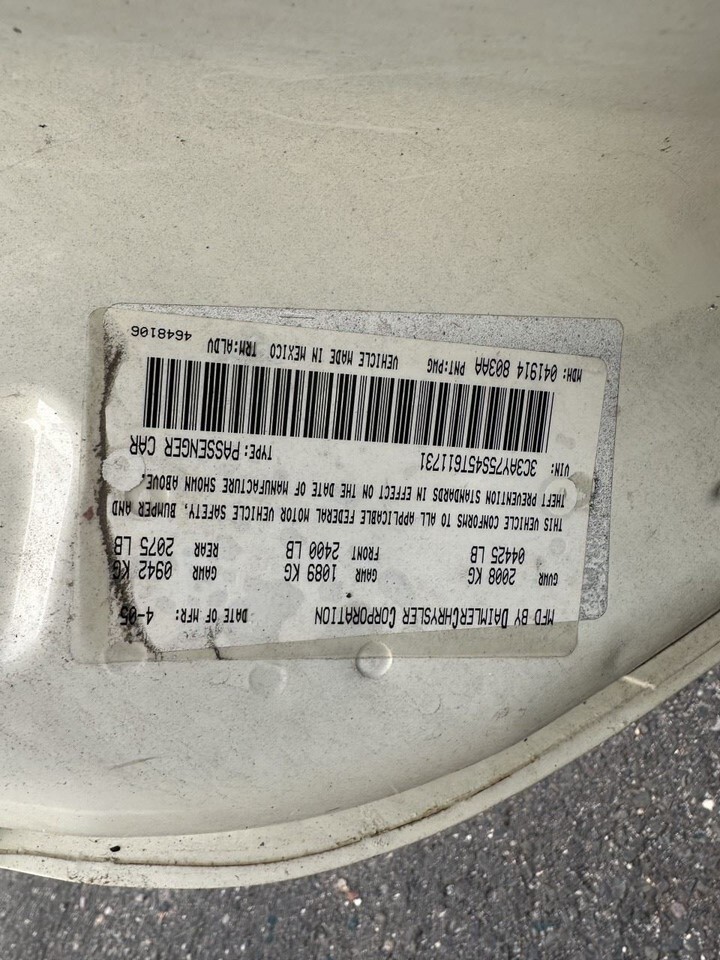 MFD BY DAIMLERCHRYSLER CORPORATION DATE OF MFR: 4-05
GVWR 2008 KG GAWR 1089 KG GAWR 0942 KG
04425 LB FRONT 2400 LB REAR 2075 LB
THIS VEHICLE CONFORMS TO ALL APPLICABLE FEDERAL MOTOR VEHICLE SAFETY, BUMPER AND
THEFT PREVENTION STANDARDS IN EFFECT ON THE DATE OF MANUFACTURE SHOWN ABOVE.
VIN: 3C3AY75S45T611731 TYPE: PASSENGER CAR
MDH: 041914 803AA PNT:PWG VEHICLE MADE IN MEXICO TRM:ALDV
4648106